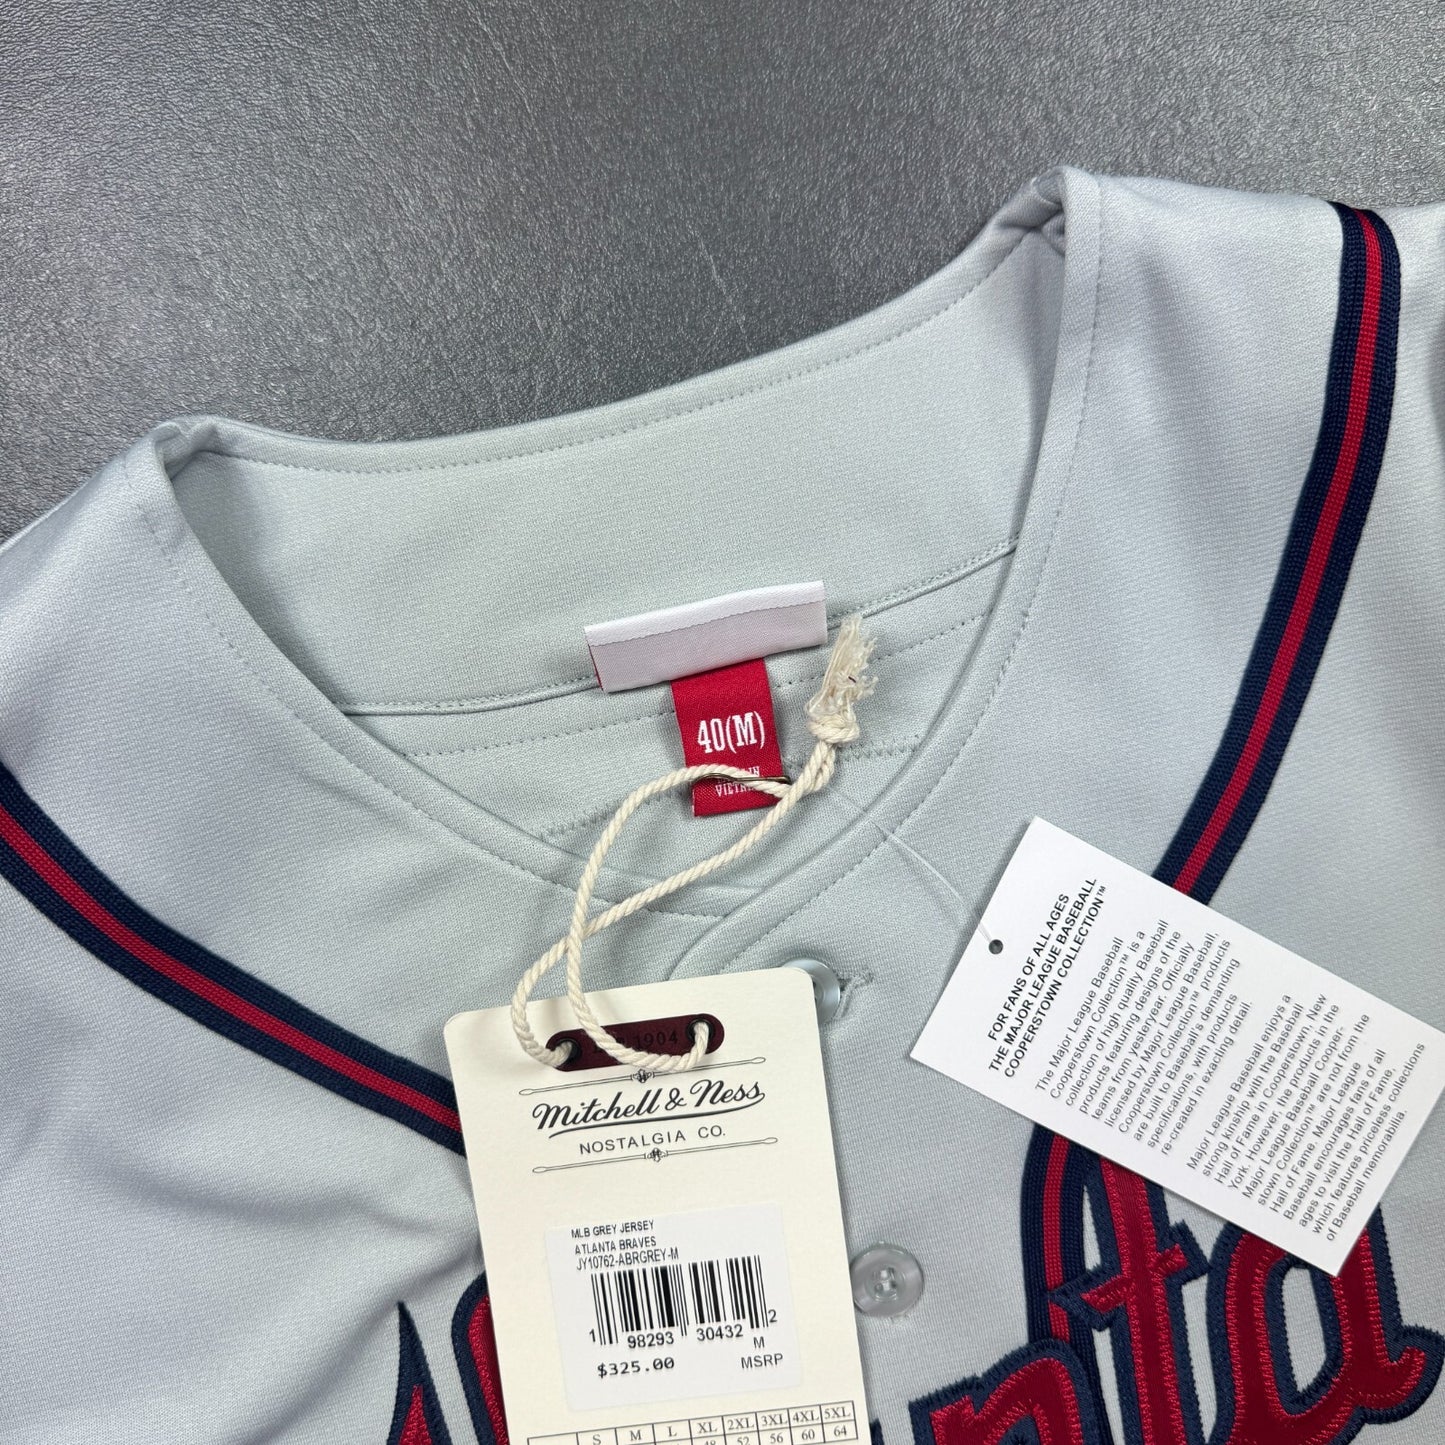 40(M)
VIETN
1904
Mitchell & Ness
NOSTALGIA CO.
MLB GREY JERSEY
ATLANTA BRAVES
JY10762-ABRGREY-M
1 98293 30432 2
M
$325.00 MSRP
S M L XL 2XL 3XL 4XL 5XL
48 52 56 60 64
FOR FANS OF ALL AGES
THE MAJOR LEAGUE BASEBALL
COOPERSTOWN COLLECTION™
The Major League Baseball
Cooperstown Collection™ is a
collection of high quality Baseball
products featuring designs of the
teams from yesteryear. Officially
licensed by Major League Baseball,
Cooperstown Collection™ products
are built to Baseball's demanding
specifications, with products
re-created in exacting detail.
Major League Baseball enjoys a
strong kinship with the Baseball
Hall of Fame in Cooperstown, New
York. However, the products in the
Major League Baseball Cooper-
stown Collection™ are not from the
Hall of Fame. Major League
Baseball encourages fans of all
ages to visit the Hall of Fame,
which features priceless collections
of Baseball memorabilia.
nta